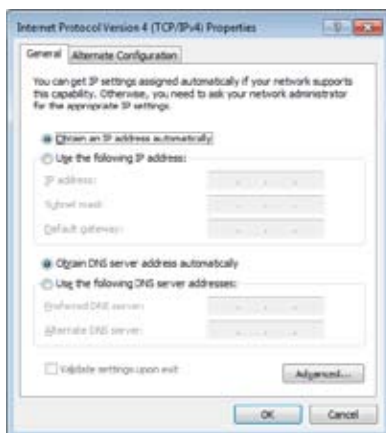 Internet Protocol Version 4 (TCP/IPv4) Properties
General
Alternate Configuration
You can get IP settings assigned automatically if your network supports
this capability. Otherwise, you need to ask your network administrator
for the appropriate IP settings.
Obtain an IP address automatically
Use the following IP address:
IP address:
Subnet mask:
Default gateway:
Obtain DNS server address automatically
Use the following DNS server addresses:
Preferred DNS server:
Alternate DNS server:
Validate settings upon exit
Advanced...
OK
Cancel